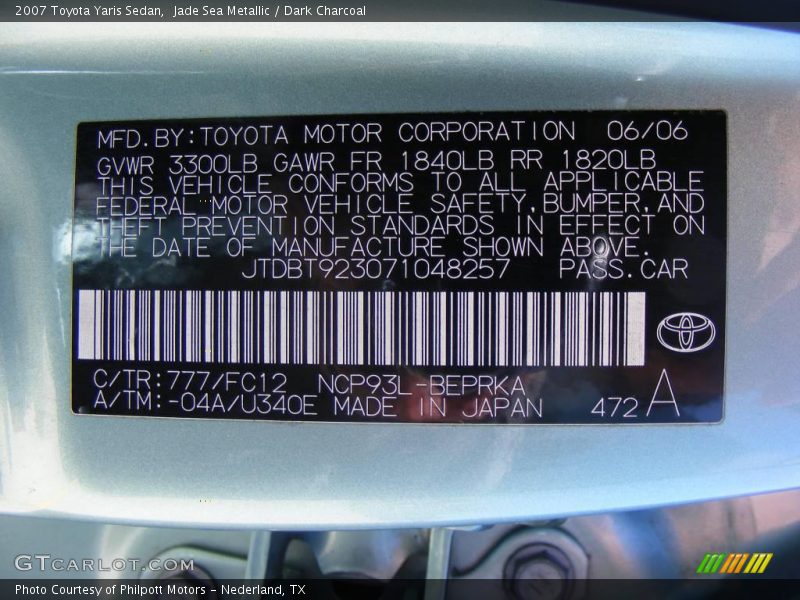 2007 Toyota Yaris Sedan,  Jade Sea Metallic / Dark Charcoal
MFD.BY:TOYOTA MOTOR CORPORATION 06/06
GVWR 3300LB GAWR FR 1840LB RR 1820LB
THIS VEHICLE CONFORMS TO ALL APPLICABLE
FEDERAL MOTOR VEHICLE SAFETY,BUMPER,AND
THEFT PREVENTION STANDARDS IN EFFECT ON
THE DATE OF MANUFACTURE SHOWN ABOVE.
JTDBT923071048257 PASS.CAR
C/TR:777/FC12 NCP93L-BEPRKA
A/TM:-04A/U340E MADE IN JAPAN 472 A
GTCARLOT.COM
Photo Courtesy of Philpott Motors - Nederland, TX